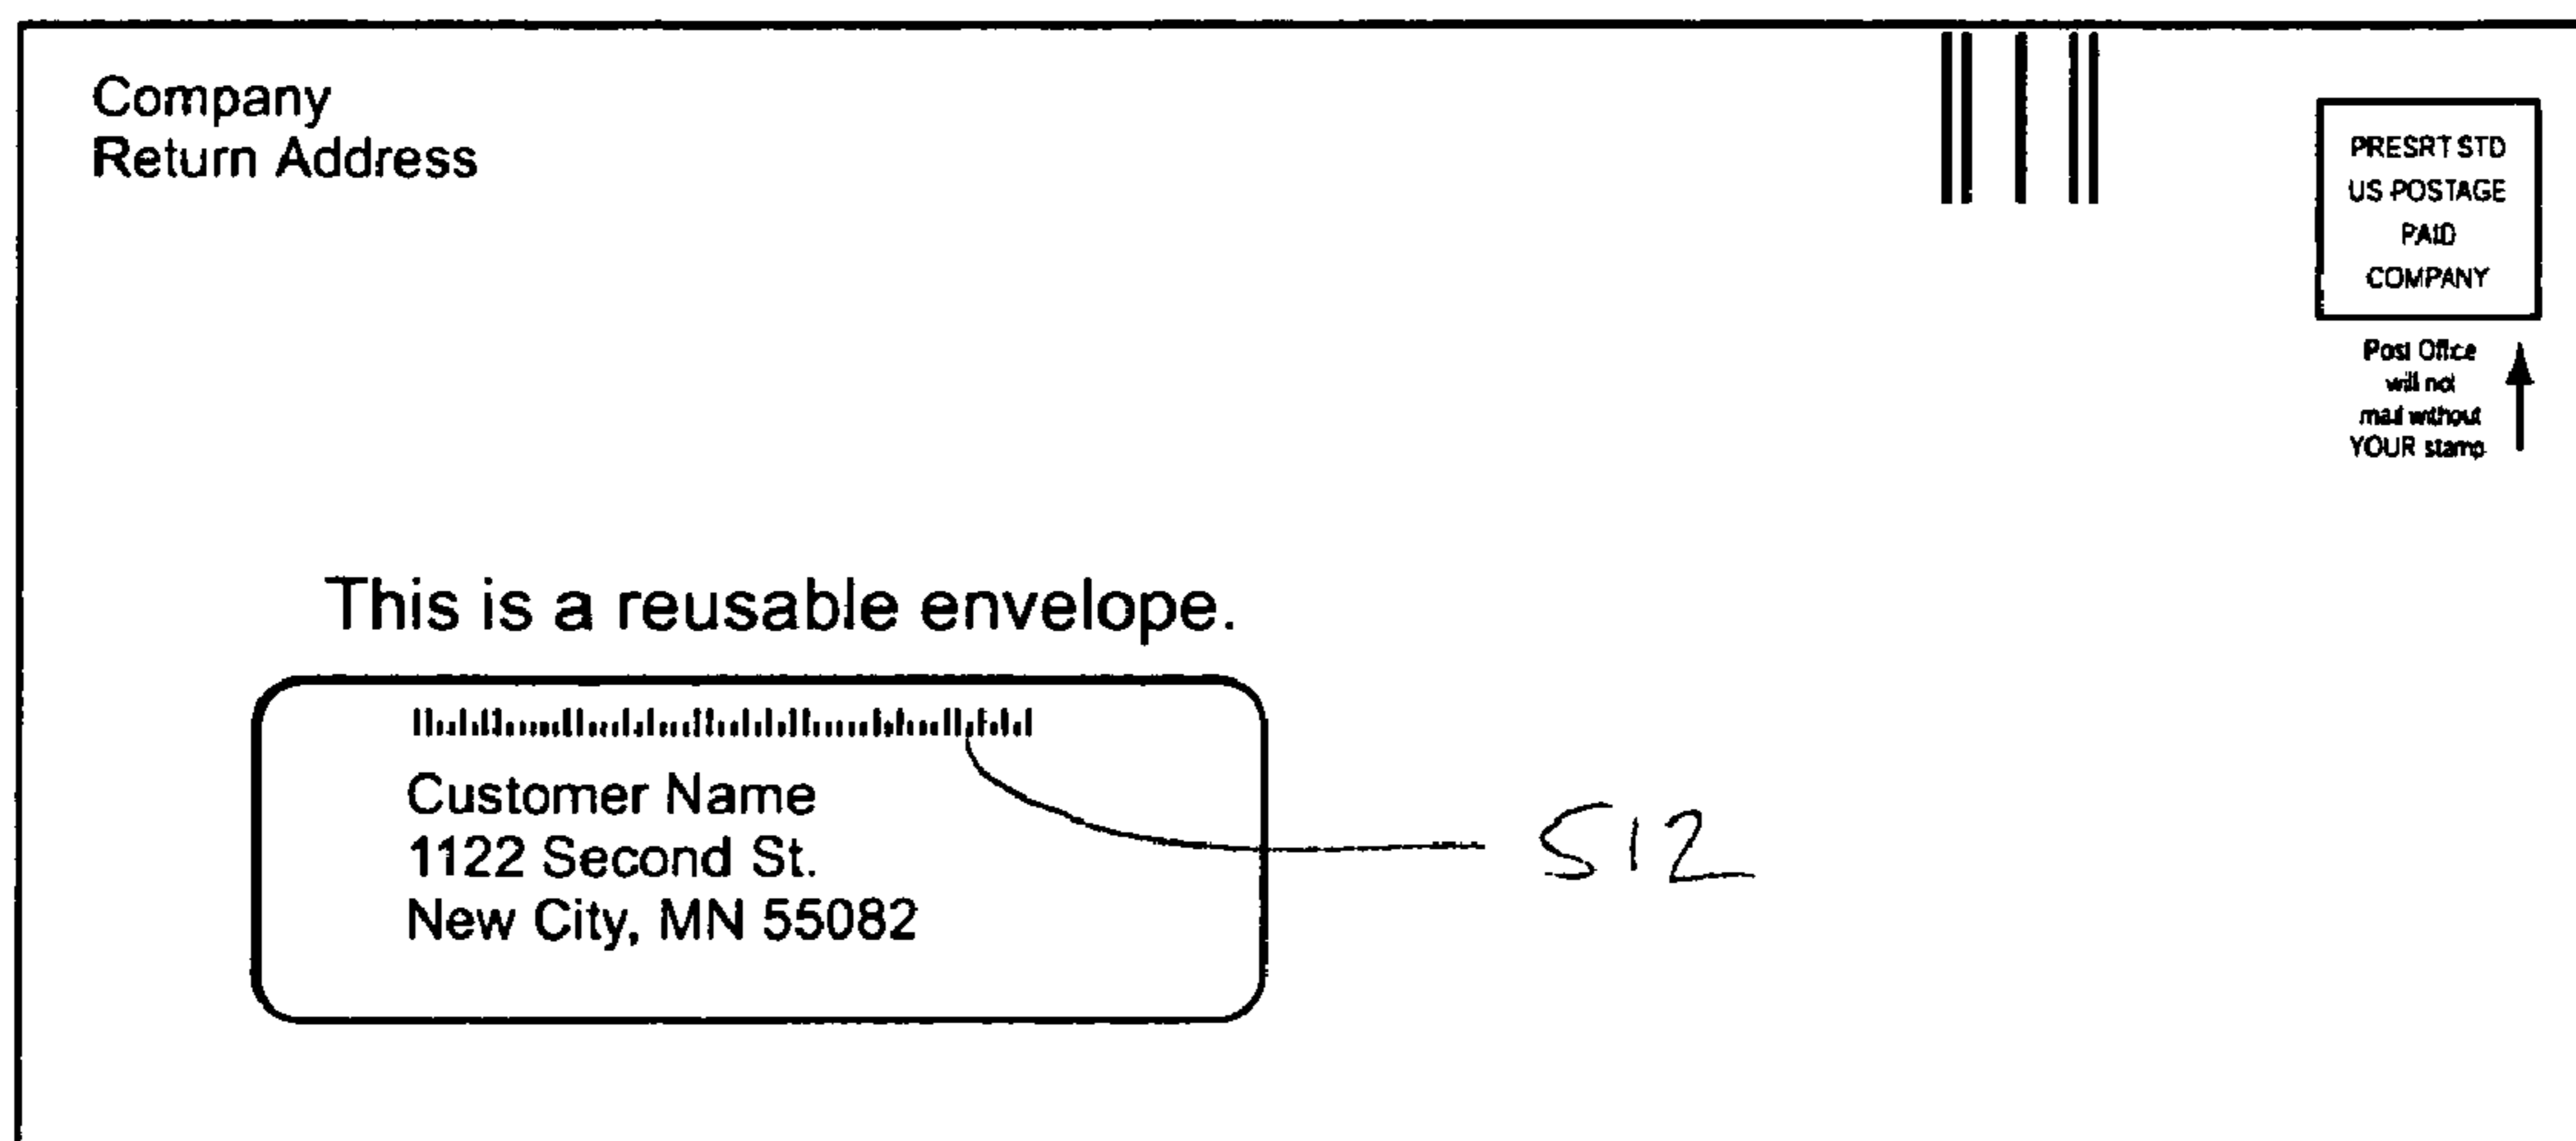 Company
Return Address
PRESRT STD
US POSTAGE
PAID
COMPANY
Post Office
will not
mail without
YOUR stamp
This is a reusable envelope.
Customer Name
1122 Second St.
New City, MN 55082
512